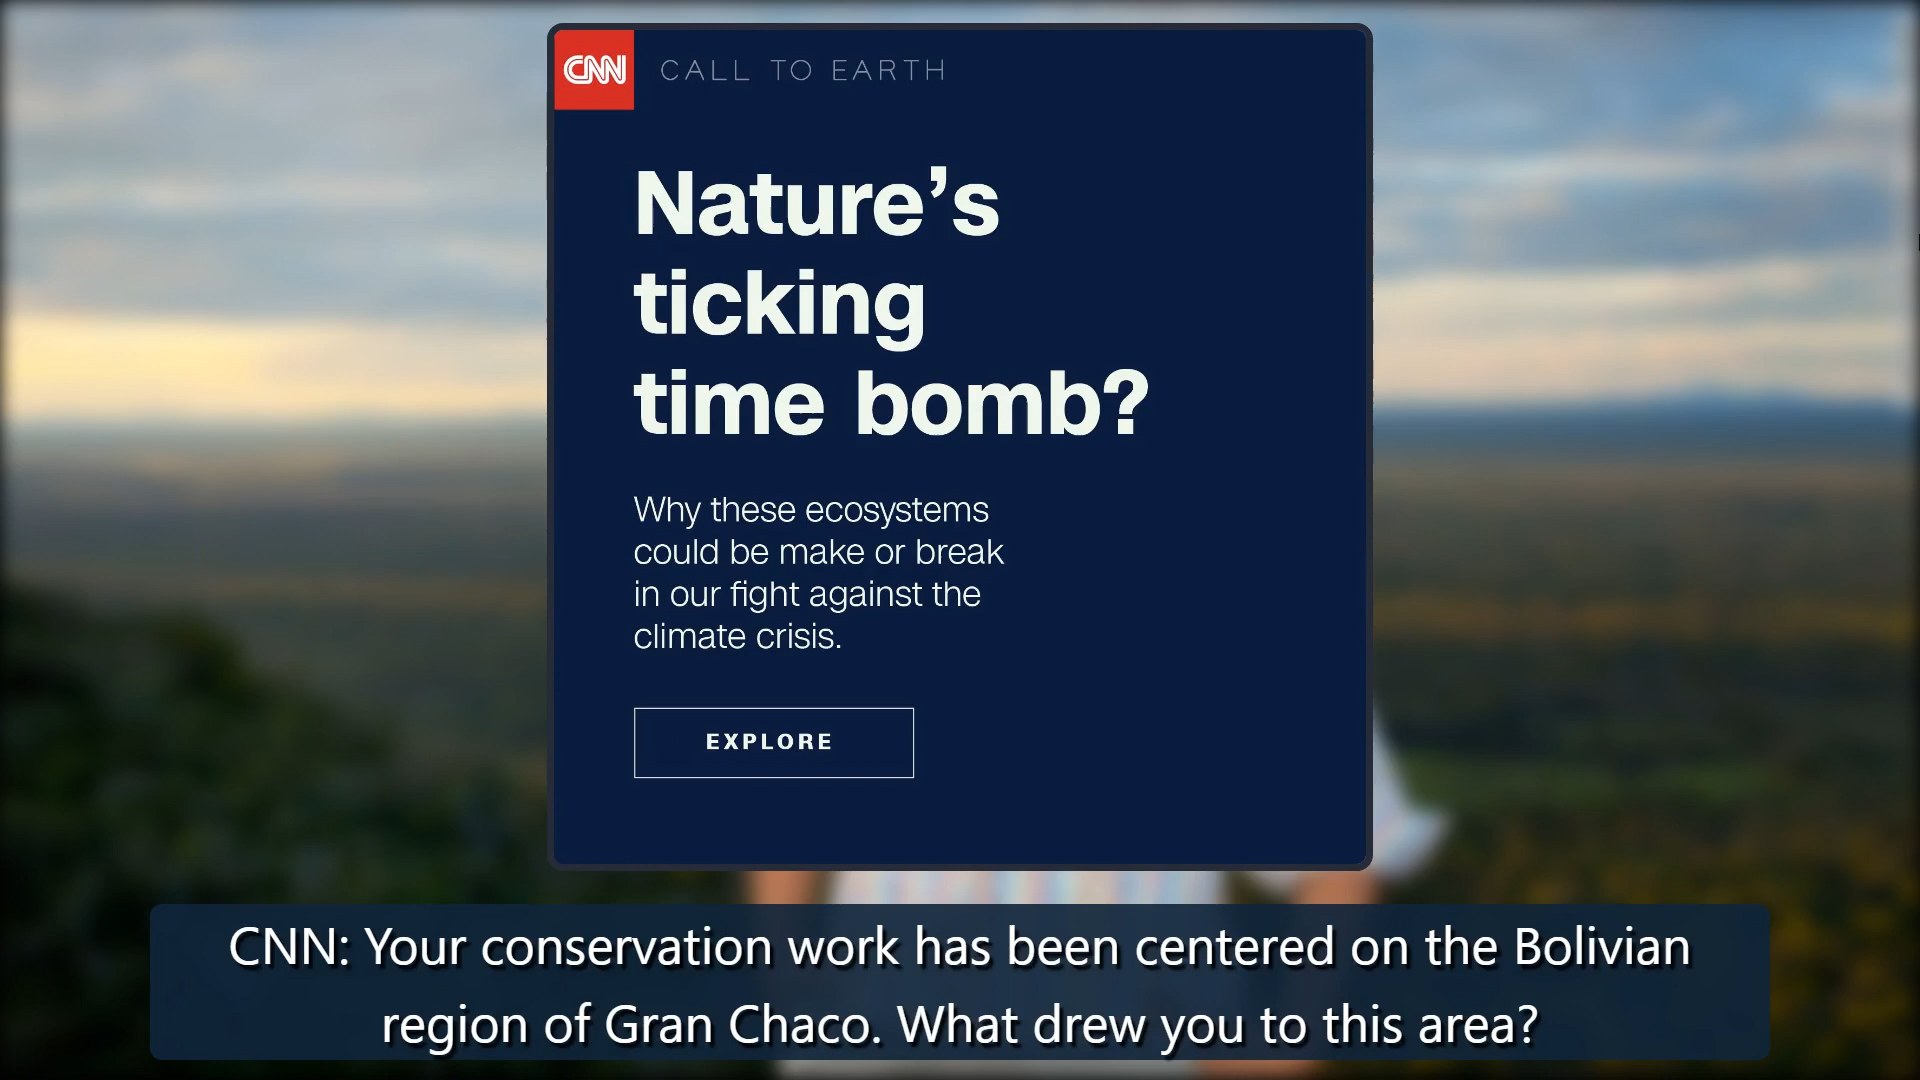 CNN CALL TO EARTH
Nature’s
ticking
time bomb?
Why these ecosystems
could be make or break
in our fight against the
climate crisis.
EXPLORE
CNN: Your conservation work has been centered on the Bolivian
region of Gran Chaco. What drew you to this area?